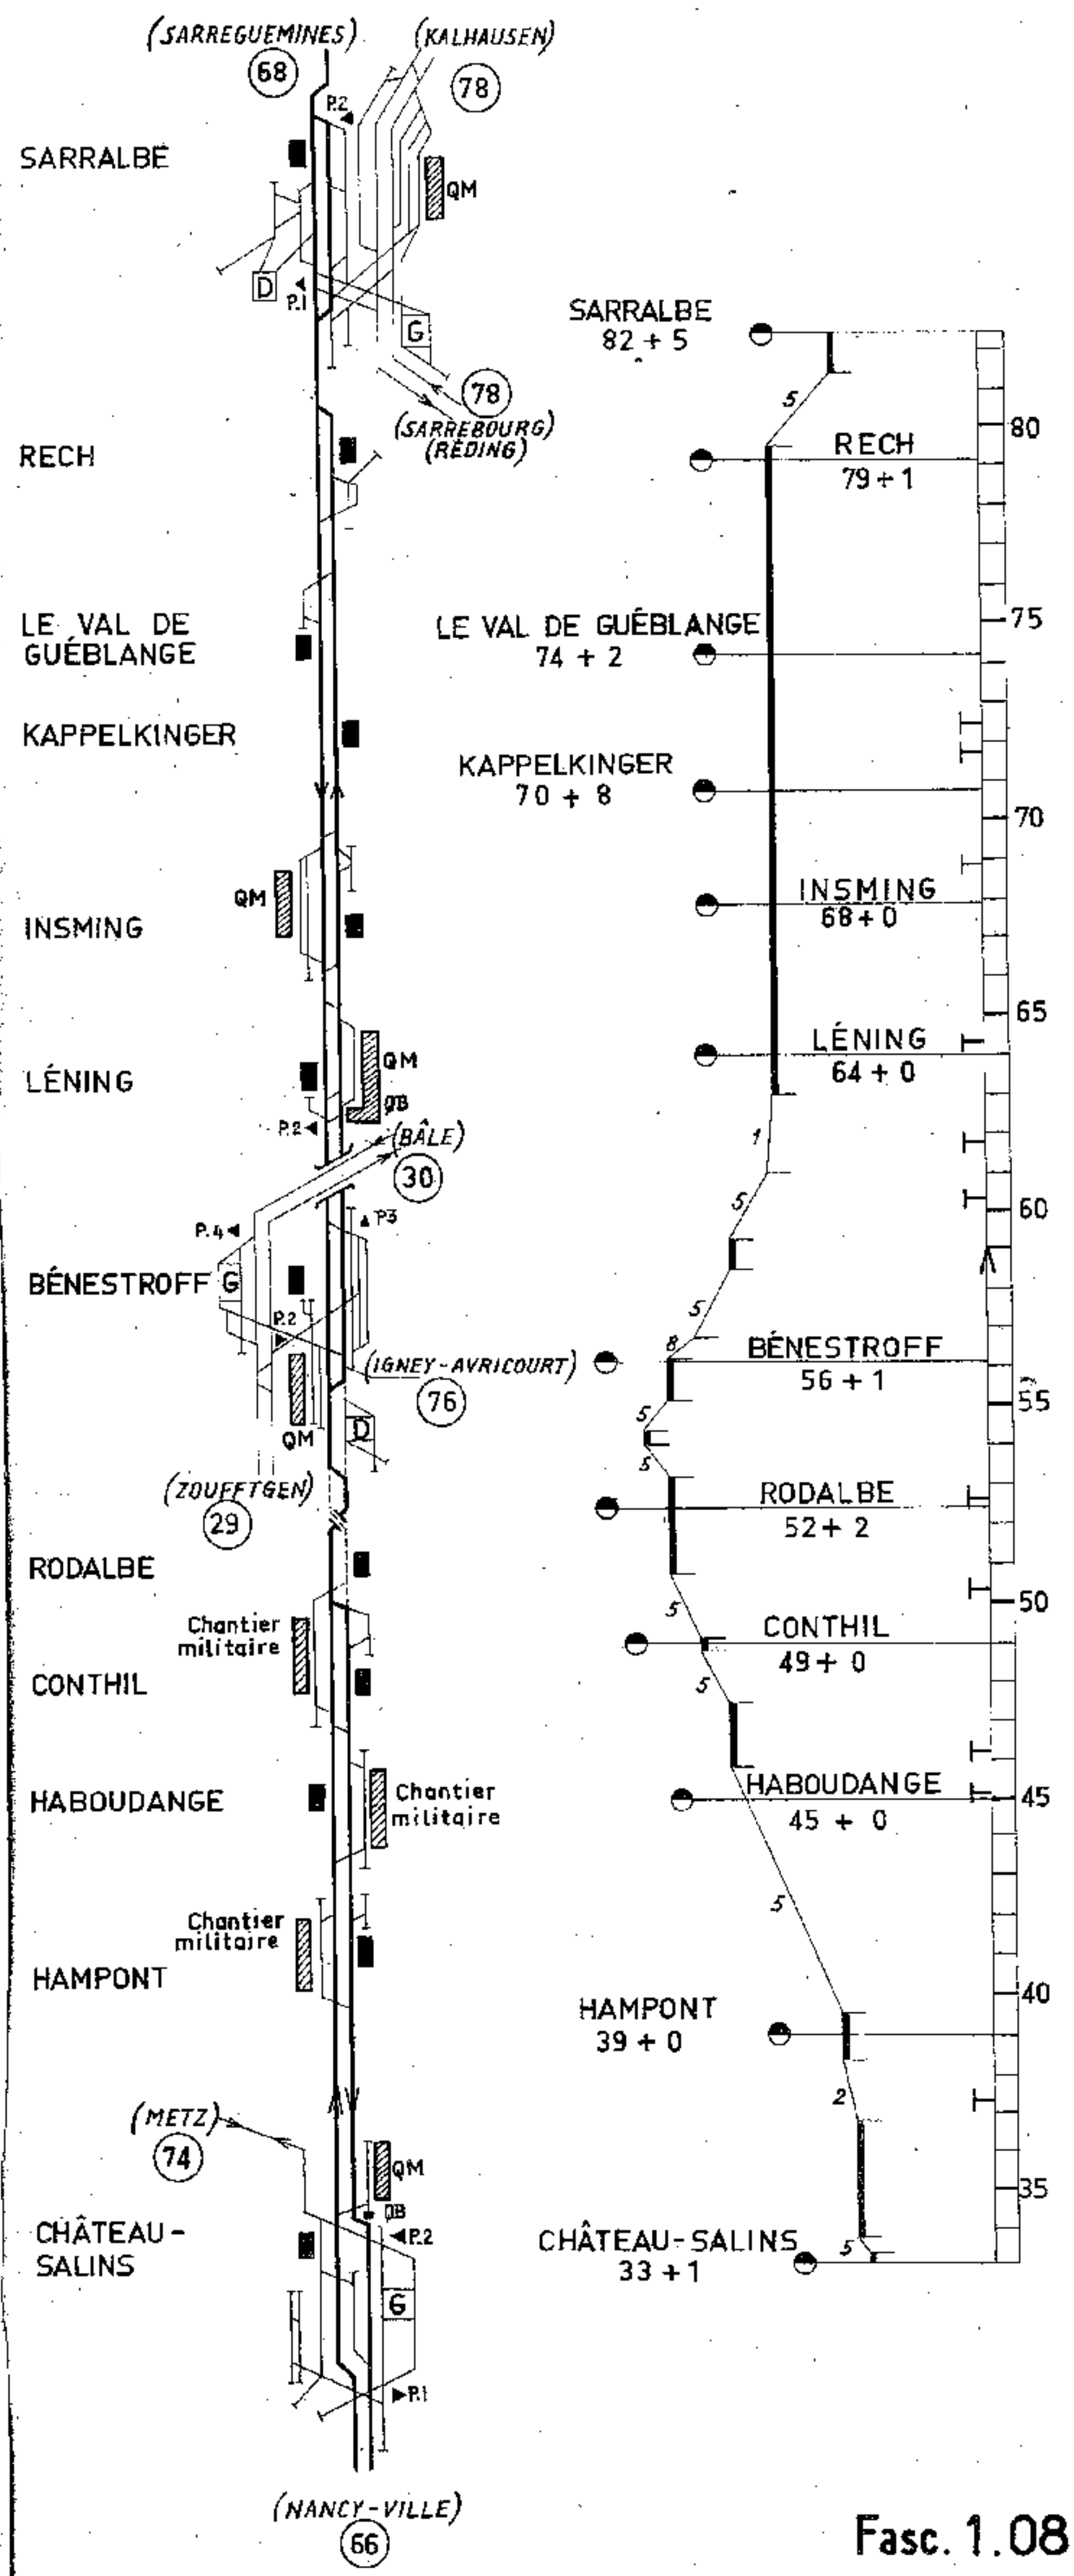 (SARREGUEMINES)
68
(KALHAUSEN)
78
P.2
SARRALBE
QM
D
P.1
G
78
(SARREBOURG)
(RÉDING)
RECH
LE VAL DE
GUÉBLANGE
KAPPELKINGER
QM
INSMING
QM
LÉNING
QB
P.2
(BÂLE)
30
P.4
P3
BÉNESTROFF
G
P.2
(IGNEY-AVRICOURT)
76
QM
D
(ZOUFFTGEN)
29
RODALBE
Chantier
militaire
CONTHIL
HABOUDANGE
Chantier
militaire
Chantier
militaire
HAMPONT
(METZ)
74
QM
QB
CHÂTEAU-
SALINS
P.2
G
P.1
(NANCY-VILLE)
66
SARRALBE
82 + 5
5
80
RECH
79 + 1
75
LE VAL DE GUÉBLANGE
74 + 2
KAPPELKINGER
70 + 8
70
INSMING
68 + 0
65
LÉNING
64 + 0
1
5
60
5
8
BÉNESTROFF
56 + 1
55
5
5
RODALBE
52 + 2
50
5
CONTHIL
49 + 0
5
HABOUDANGE
45 + 0
45
5
40
HAMPONT
39 + 0
2
35
CHÂTEAU-SALINS
33 + 1
5
Fasc. 1.08